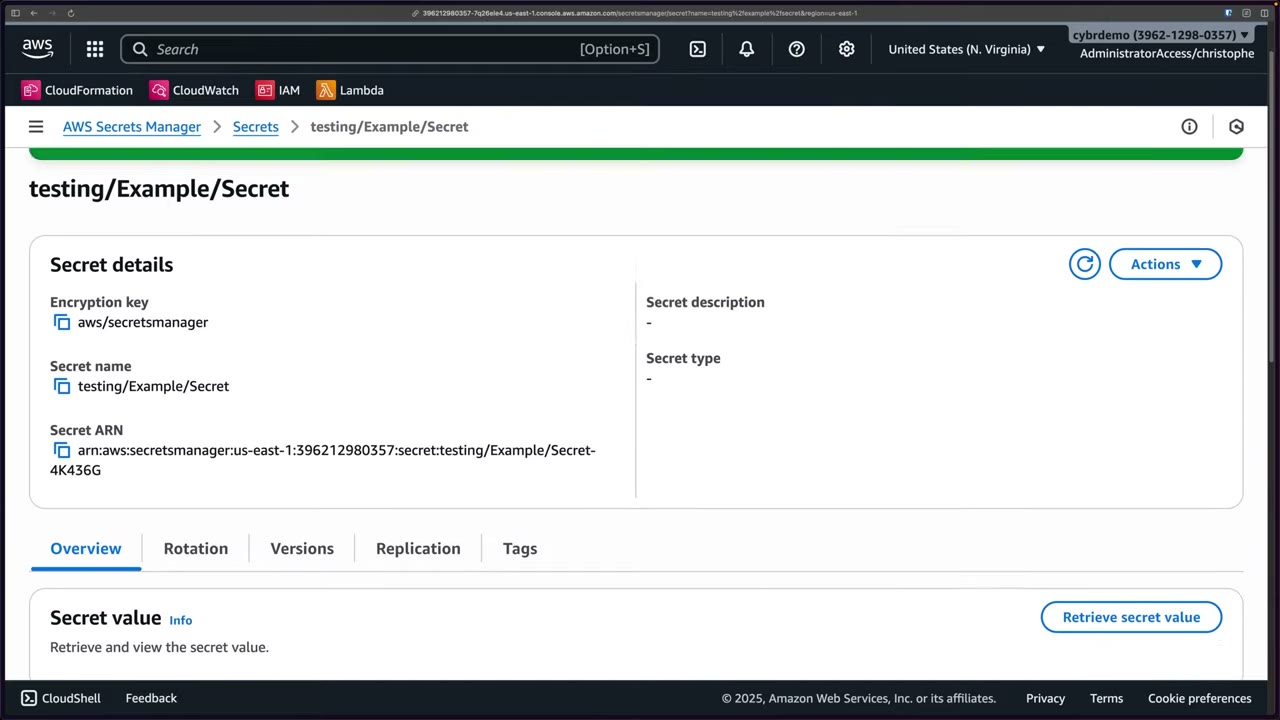 396212980357-7q26ele4.us-east-1.console.aws.amazon.com/secretsmanager/secret?name=testing%2fexample%2fsecret&region=us-east-1
aws
Search [Option+S]
United States (N. Virginia)
cybrdemo (3962-1298-0357)
AdministratorAccess/christophe
CloudFormation CloudWatch IAM Lambda
AWS Secrets Manager Secrets testing/Example/Secret
testing/Example/Secret
Secret details
Actions
Encryption key
aws/secretsmanager
Secret name
testing/Example/Secret
Secret ARN
arn:aws:secretsmanager:us-east-1:396212980357:secret:testing/Example/Secret-
4K436G
Secret description
-
Secret type
-
Overview Rotation Versions Replication Tags
Secret value Info
Retrieve secret value
Retrieve and view the secret value.
CloudShell Feedback © 2025, Amazon Web Services, Inc. or its affiliates. Privacy Terms Cookie preferences